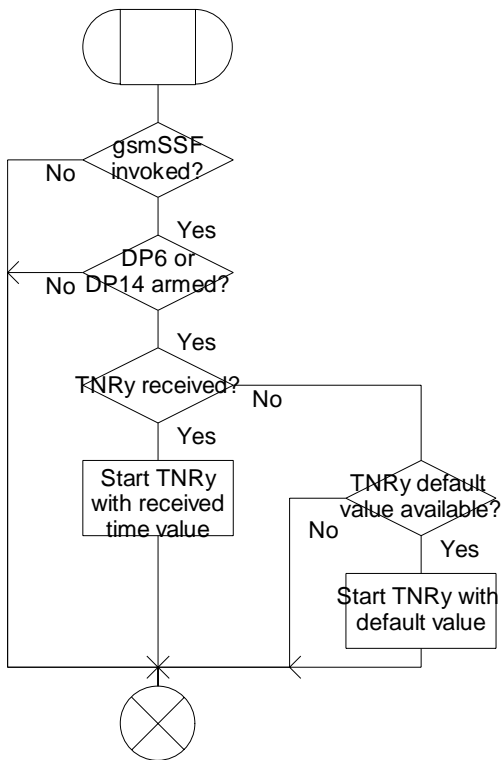 gsmSSF
invoked?
No
Yes
DP6 or
DP14 armed?
No
Yes
TNRy received?
No
Yes
Start TNRy
with received
time value
TNRy default
value available?
No
Yes
Start TNRy with
default value